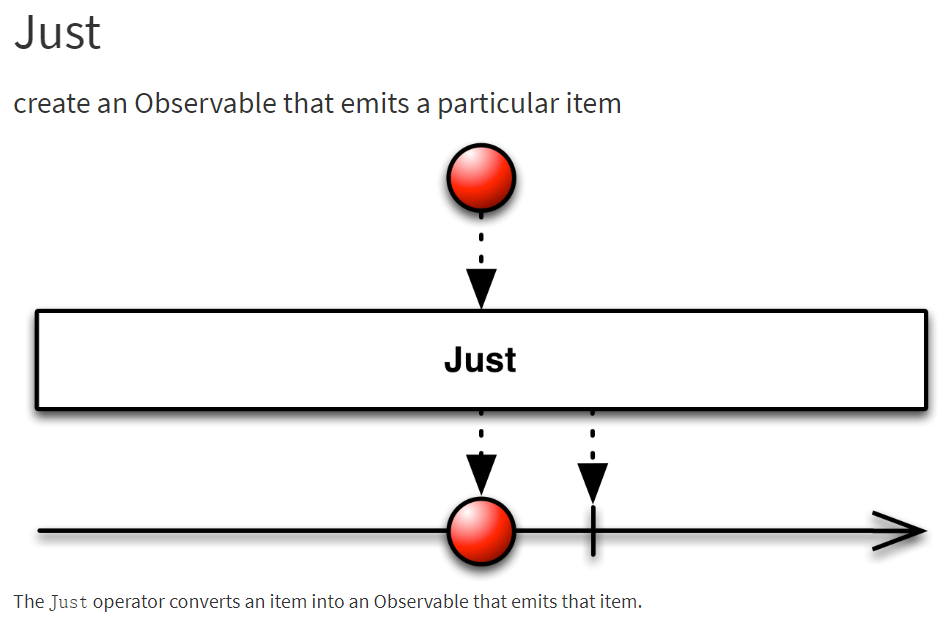 Just
create an Observable that emits a particular item
Just
The Just operator converts an item into an Observable that emits that item.